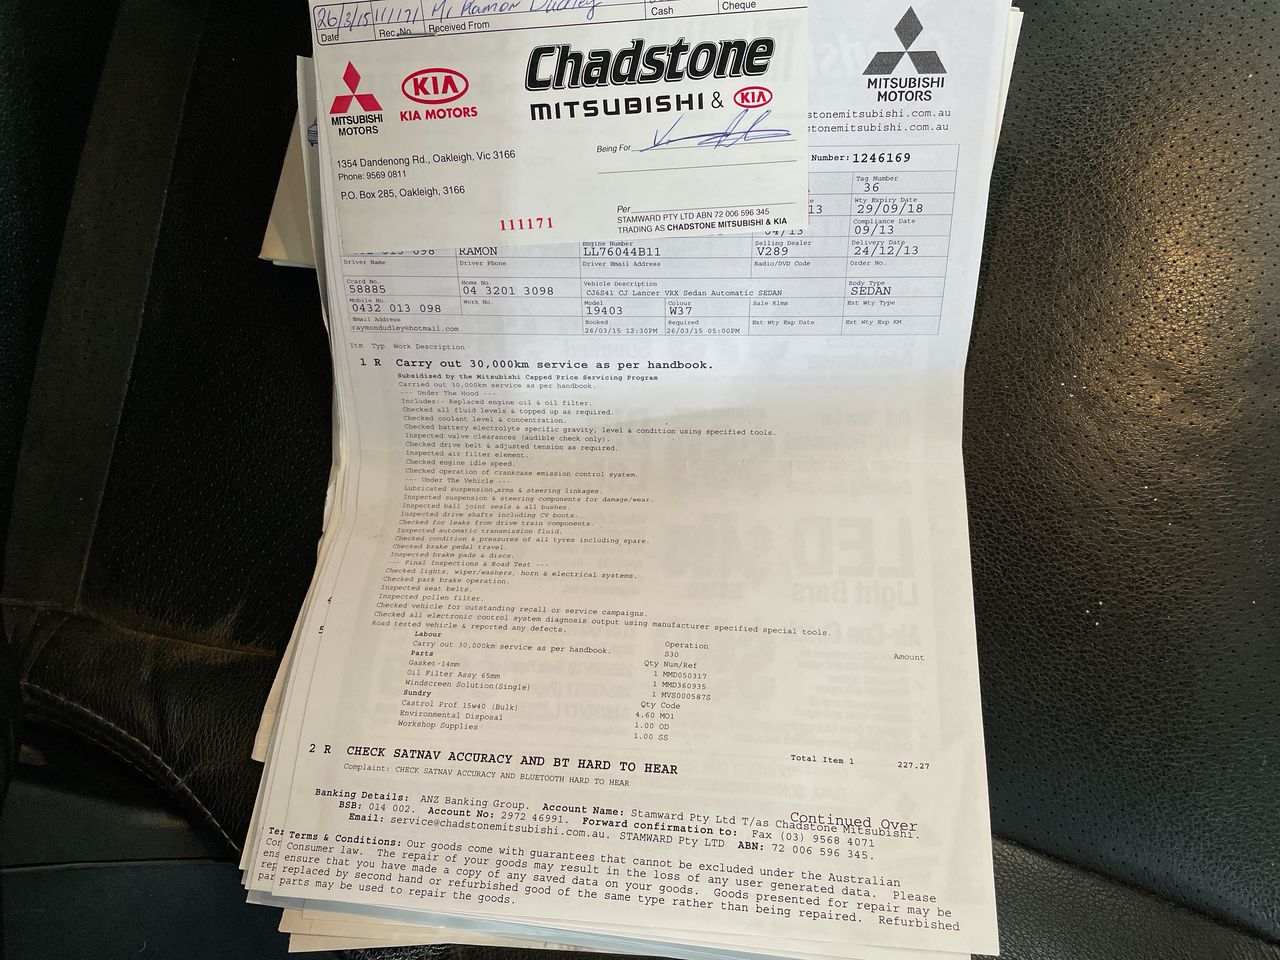 26/3/15 111171 Mr Ramon Dudley
Date Rec. No. Received From Cash Cheque
MITSUBISHI
MOTORS
KIA
KIA MOTORS
Chadstone
MITSUBISHI & KIA
MITSUBISHI
MOTORS
stonemitsubishi.com.au
stonemitsubishi.com.au
Being For
1354 Dandenong Rd., Oakleigh, Vic 3166
Phone: 9569 0811
P.O. Box 285, Oakleigh, 3166
111171
Per
STAMWARD PTY LTD ABN 72 006 596 345
TRADING AS CHADSTONE MITSUBISHI & KIA
Number: 1246169
Tag Number
36
Wty Expiry Date
13 29/09/18
Compliance Date
04/13 09/13
Engine Number Selling Dealer Delivery Date
098 RAMON LL76044B11 V289 24/12/13
Driver Name Driver Phone Driver Email Address Radio/DVD Code Order No.
Ccard No. Home No. Vehicle Description Body Type
58885 04 3201 3098 CJ6S41 CJ Lancer VRX Sedan Automatic SEDAN SEDAN
Mobile No. Work No. Model Colour Sale Klms Ext Wty Type
0432 013 098 19403 W37
Email Address Booked Required Ext Wty Exp Date Ext Wty Exp KM
raymondudley@hotmail.com 26/03/15 12:30PM 26/03/15 05:00PM
Itm Typ Work Description
1 R Carry out 30,000km service as per handbook.
Subsidised by the Mitsubishi Capped Price Servicing Program
Carried out 30,000km service as per handbook.
--- Under The Hood ---
Includes:- Replaced engine oil & oil filter.
Checked all fluid levels & topped up as required.
Checked coolant level & concentration.
Checked battery electrolyte specific gravity, level & condition using specified tools.
Inspected valve clearances (audible check only).
Checked drive belt & adjusted tension as required.
Inspected air filter element.
Checked engine idle speed.
Checked operation of crankcase emission control system.
--- Under The Vehicle ---
Lubricated suspension arms & steering linkages.
Inspected suspension & steering components for damage/wear.
Inspected ball joint seals & all bushes.
Inspected drive shafts including CV boots.
Checked for leaks from drive train components.
Inspected automatic transmission fluid.
Checked condition & pressures of all tyres including spare.
Checked brake pedal travel.
Inspected brake pads & discs.
--- Final Inspections & Road Test ---
Checked lights, wiper/washers, horn & electrical systems.
Checked park brake operation.
Inspected seat belts.
Inspected pollen filter.
Checked vehicle for outstanding recall or service campaigns.
Checked all electronic control system diagnosis output using manufacturer specified special tools.
Road tested vehicle & reported any defects.
Labour Operation Amount
Carry out 30,000km service as per handbook. S30
Parts Qty Num/Ref
Gasket-14mm 1 MMD050317
Oil Filter Assy 65mm 1 MMD360935
Windscreen Solution(Single) 1 MVS000587S
Sundry Qty Code
Castrol Prof 15w40 (Bulk) 4.60 MO1
Environmental Disposal 1.00 OD
Workshop Supplies 1.00 SS
Total Item 1 227.27
2 R CHECK SATNAV ACCURACY AND BT HARD TO HEAR
Complaint: CHECK SATNAV ACCURACY AND BLUETOOTH HARD TO HEAR
Continued Over
Banking Details: ANZ Banking Group. Account Name: Stamward Pty Ltd T/as Chadstone Mitsubishi.
BSB: 014 002. Account No: 2972 46991. Forward confirmation to: Fax (03) 9568 4071
Email: service@chadstonemitsubishi.com.au. STAMWARD PTY LTD ABN: 72 006 596 345.
Terms & Conditions: Our goods come with guarantees that cannot be excluded under the Australian
Consumer law. The repair of your goods may result in the loss of any user generated data. Please
ensure that you have made a copy of any saved data on your goods. Goods presented for repair may be
replaced by second hand or refurbished good of the same type rather than being repaired. Refurbished
parts may be used to repair the goods.